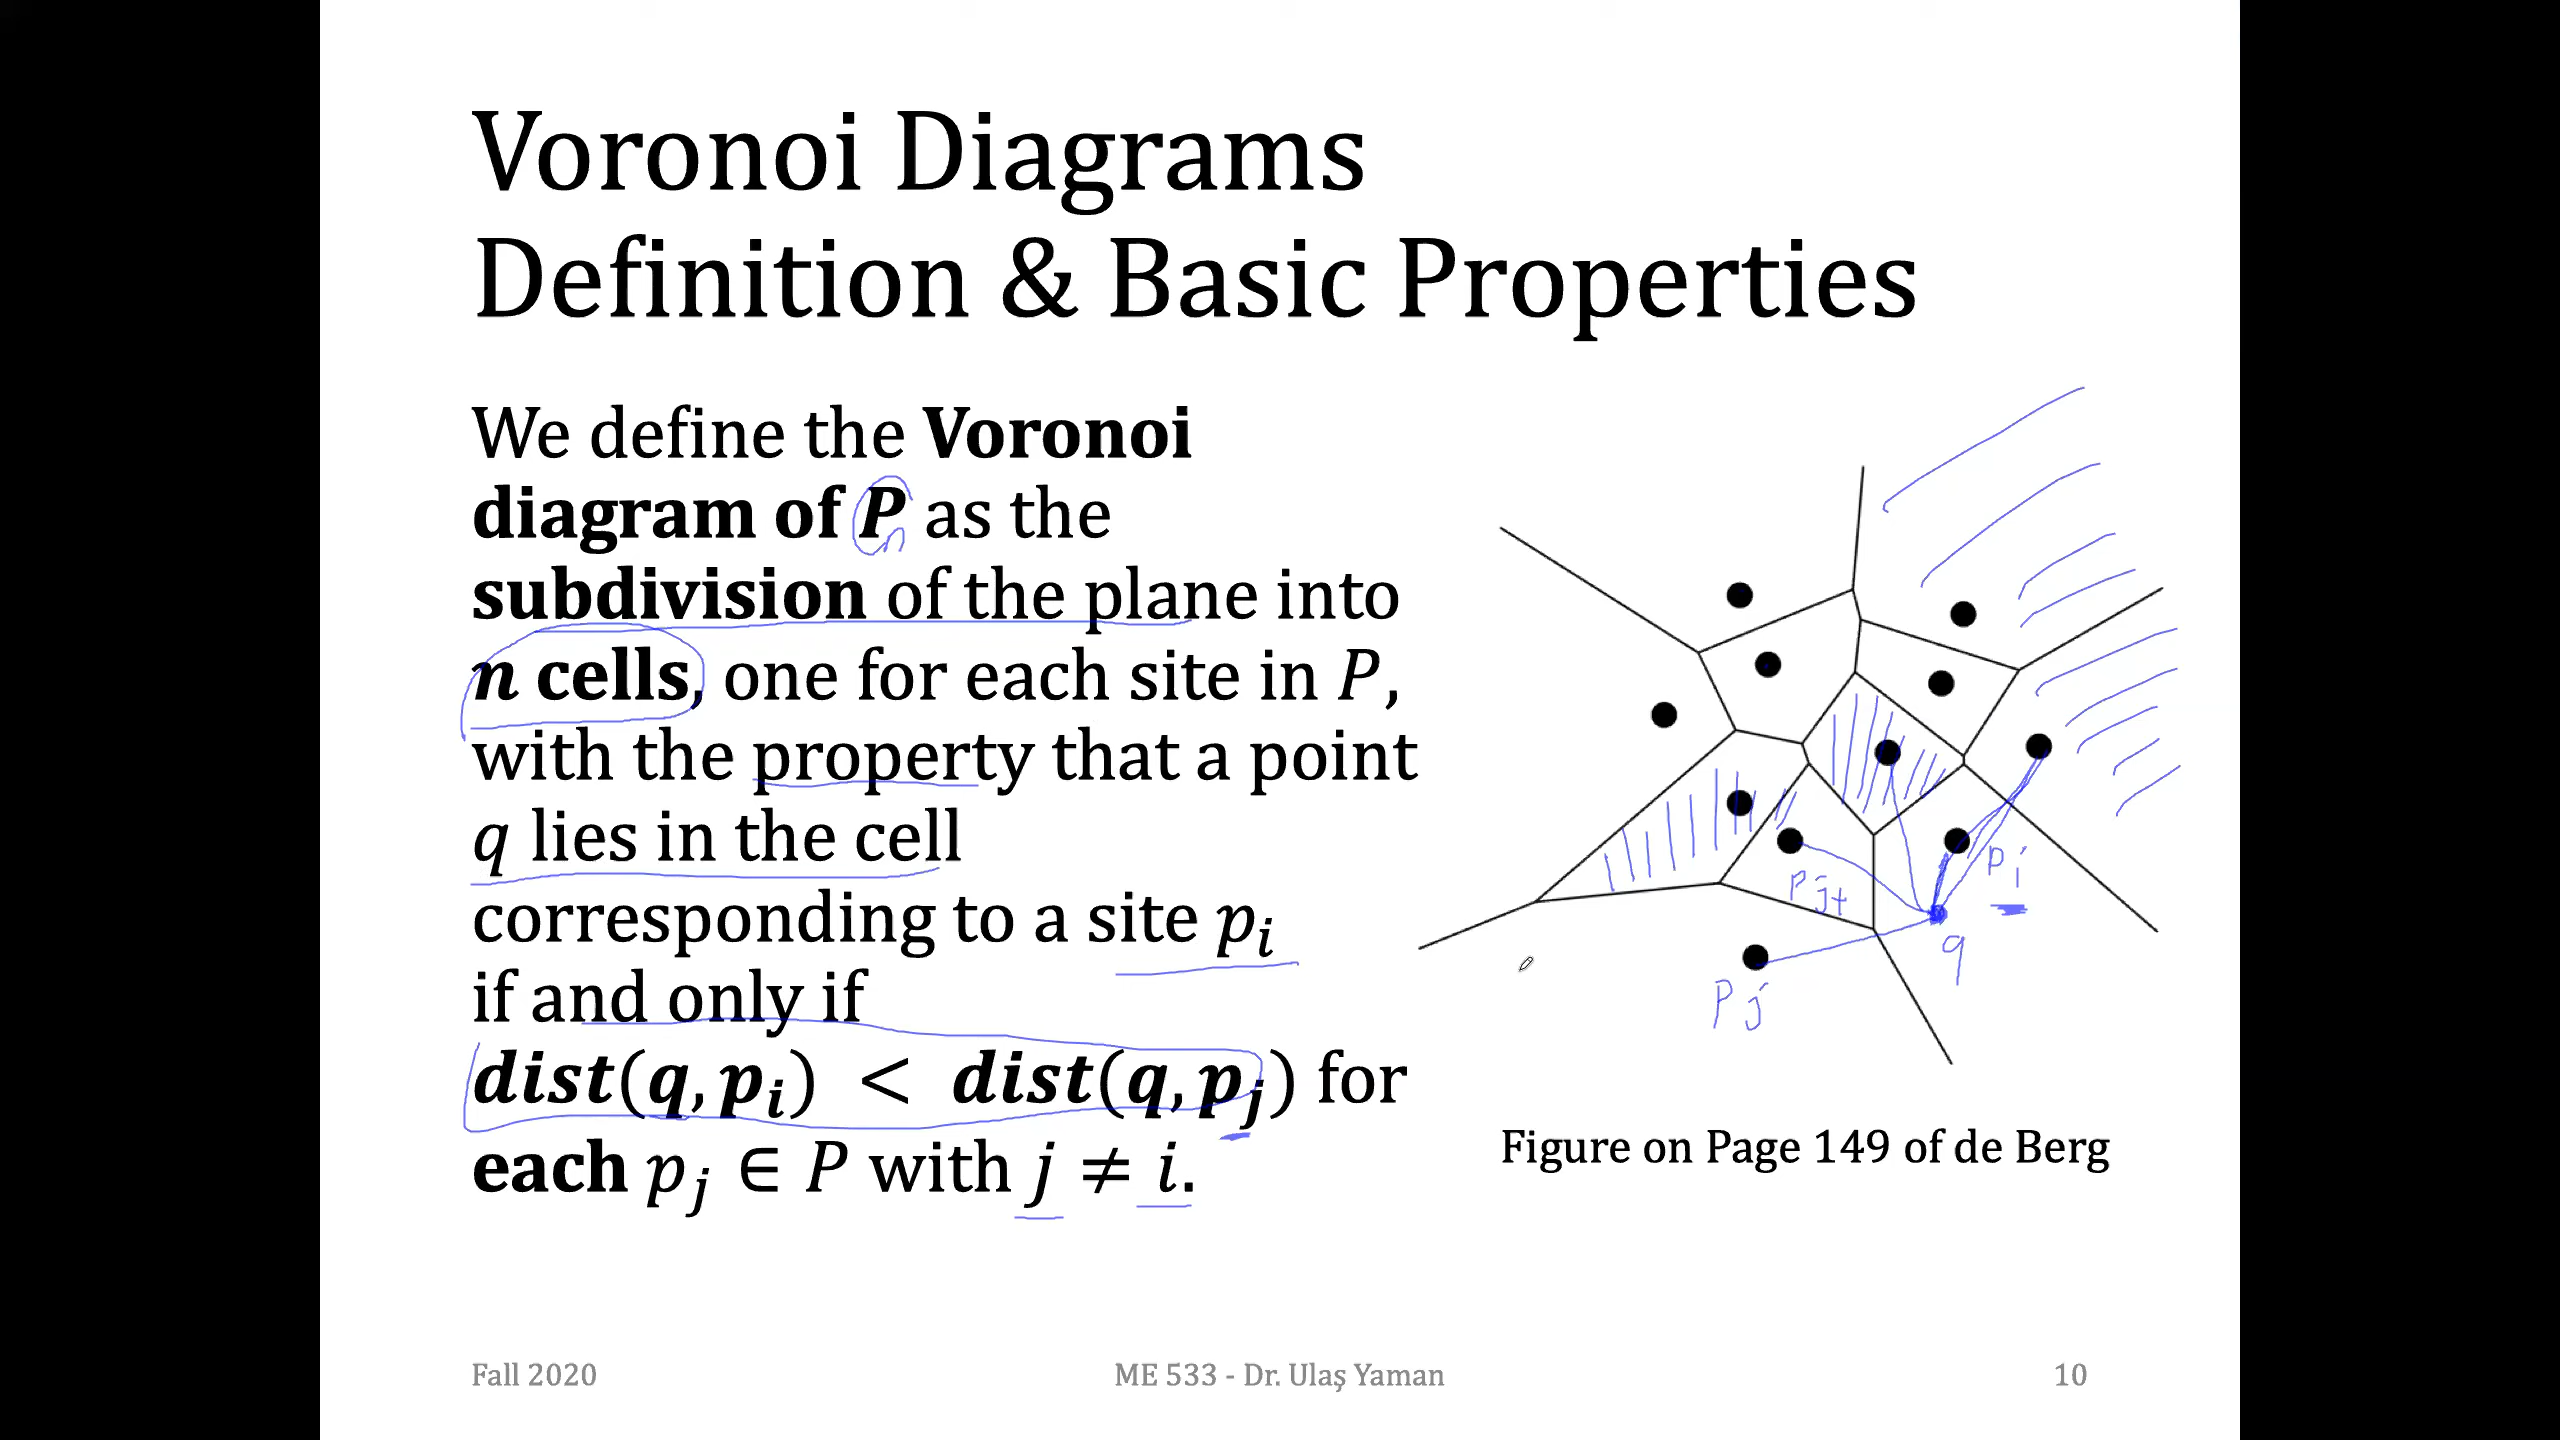 Voronoi Diagrams
Definition & Basic Properties
We define the Voronoi
diagram of P as the
subdivision of the plane into
n cells, one for each site in P,
with the property that a point
q lies in the cell
corresponding to a site pᵢ
if and only if
dist(q, pᵢ) < dist(q, pⱼ) for
each pⱼ ∈ P with j ≠ i.
n
pᵢ
pⱼ₊
q
Pⱼ
Figure on Page 149 of de Berg
Fall 2020
ME 533 - Dr. Ulaş Yaman
10